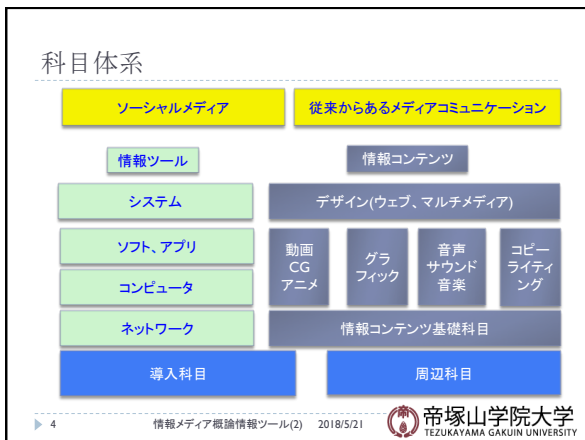 科目体系
ソーシャルメディア
従来からあるメディアコミュニケーション
情報ツール
情報コンテンツ
システム
デザイン(ウェブ、マルチメディア)
ソフト、アプリ
コンピュータ
動画
CG
アニメ
グラ
フィック
音声
サウンド
音楽
コピー
ライティ
ング
ネットワーク
情報コンテンツ基礎科目
導入科目
周辺科目
4
情報メディア概論情報ツール(2)
2018/5/21
帝塚山学院大学
TEZUKAYAMA GAKUIN UNIVERSITY